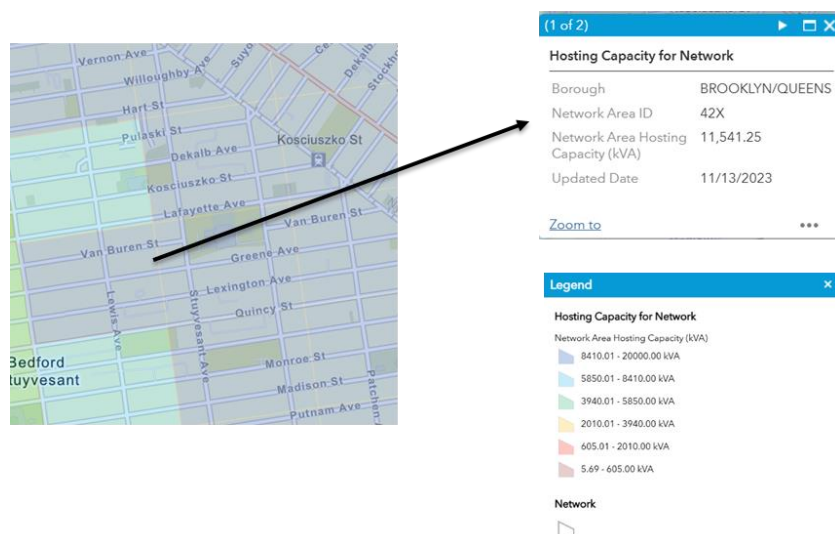 Vernon Ave
Willoughby Ave
Hart St
Pulaski St
Dekalb Ave
Kosciuszko St
Kosciuszko St
Lafayette Ave
Van Buren St
Van Buren St
Greene Ave
Lexington Ave
Quincy St
Lewis Ave
Stuyvesant Ave
Bedford
tuyvesant
Monroe St
Madison St
Putnam Ave
Patchen
Dekalb
Stockh
Suyd
Ce
(1 of 2)
Hosting Capacity for Network
Borough BROOKLYN/QUEENS
Network Area ID 42X
Network Area Hosting 11,541.25
Capacity (kVA)
Updated Date 11/13/2023
Zoom to
Legend
Hosting Capacity for Network
Network Area Hosting Capacity (kVA)
8410.01 - 20000.00 kVA
5850.01 - 8410.00 kVA
3940.01 - 5850.00 kVA
2010.01 - 3940.00 kVA
605.01 - 2010.00 kVA
5.69 - 605.00 kVA
Network